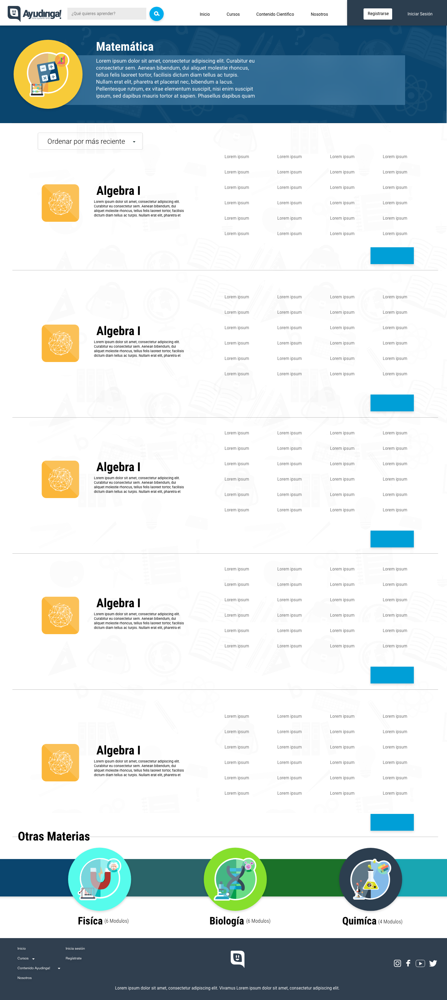 Ayudinga!
Gente Ayudando Gente
¿Qué quieres aprender?
Inicio
Cursos
Contenido Cientifico
Nosotros
Registrarse
Iniciar Sesión
Matemática
Lorem ipsum dolor sit amet, consectetur adipiscing elit. Curabitur eu
consectetur sem. Aenean bibendum, dui aliquet molestie rhoncus,
tellus felis laoreet tortor, facilisis dictum diam tellus ac turpis.
Nullam erat elit, pharetra et placerat nec, bibendum a lacus.
Pellentesque rutrum, ex vitae elementum suscipit, nisi enim suscipit
ipsum, sed dapibus mauris tortor at sapien. Phasellus dapibus quam
Ordenar por más reciente
Algebra I
Lorem ipsum dolor sit amet, consectetur adipiscing elit.
Curabitur eu consectetur sem. Aenean bibendum, dui
aliquet molestie rhoncus, tellus felis laoreet tortor, facilisis
dictum diam tellus ac turpis. Nullam erat elit, pharetra et
Lorem ipsum Lorem ipsum Lorem ipsum Lorem ipsum
Lorem ipsum Lorem ipsum Lorem ipsum Lorem ipsum
Lorem ipsum Lorem ipsum Lorem ipsum Lorem ipsum
Lorem ipsum Lorem ipsum Lorem ipsum Lorem ipsum
Lorem ipsum Lorem ipsum Lorem ipsum Lorem ipsum
Lorem ipsum Lorem ipsum Lorem ipsum Lorem ipsum
Algebra I
Lorem ipsum dolor sit amet, consectetur adipiscing elit.
Curabitur eu consectetur sem. Aenean bibendum, dui
aliquet molestie rhoncus, tellus felis laoreet tortor, facilisis
dictum diam tellus ac turpis. Nullam erat elit, pharetra et
Lorem ipsum Lorem ipsum Lorem ipsum Lorem ipsum
Lorem ipsum Lorem ipsum Lorem ipsum Lorem ipsum
Lorem ipsum Lorem ipsum Lorem ipsum Lorem ipsum
Lorem ipsum Lorem ipsum Lorem ipsum Lorem ipsum
Lorem ipsum Lorem ipsum Lorem ipsum Lorem ipsum
Lorem ipsum Lorem ipsum Lorem ipsum Lorem ipsum
Algebra I
Lorem ipsum dolor sit amet, consectetur adipiscing elit.
Curabitur eu consectetur sem. Aenean bibendum, dui
aliquet molestie rhoncus, tellus felis laoreet tortor, facilisis
dictum diam tellus ac turpis. Nullam erat elit, pharetra et
Lorem ipsum Lorem ipsum Lorem ipsum Lorem ipsum
Lorem ipsum Lorem ipsum Lorem ipsum Lorem ipsum
Lorem ipsum Lorem ipsum Lorem ipsum Lorem ipsum
Lorem ipsum Lorem ipsum Lorem ipsum Lorem ipsum
Lorem ipsum Lorem ipsum Lorem ipsum Lorem ipsum
Lorem ipsum Lorem ipsum Lorem ipsum Lorem ipsum
Algebra I
Lorem ipsum dolor sit amet, consectetur adipiscing elit.
Curabitur eu consectetur sem. Aenean bibendum, dui
aliquet molestie rhoncus, tellus felis laoreet tortor, facilisis
dictum diam tellus ac turpis. Nullam erat elit, pharetra et
Lorem ipsum Lorem ipsum Lorem ipsum Lorem ipsum
Lorem ipsum Lorem ipsum Lorem ipsum Lorem ipsum
Lorem ipsum Lorem ipsum Lorem ipsum Lorem ipsum
Lorem ipsum Lorem ipsum Lorem ipsum Lorem ipsum
Lorem ipsum Lorem ipsum Lorem ipsum Lorem ipsum
Lorem ipsum Lorem ipsum Lorem ipsum Lorem ipsum
Algebra I
Lorem ipsum dolor sit amet, consectetur adipiscing elit.
Curabitur eu consectetur sem. Aenean bibendum, dui
aliquet molestie rhoncus, tellus felis laoreet tortor, facilisis
dictum diam tellus ac turpis. Nullam erat elit, pharetra et
Lorem ipsum Lorem ipsum Lorem ipsum Lorem ipsum
Lorem ipsum Lorem ipsum Lorem ipsum Lorem ipsum
Lorem ipsum Lorem ipsum Lorem ipsum Lorem ipsum
Lorem ipsum Lorem ipsum Lorem ipsum Lorem ipsum
Lorem ipsum Lorem ipsum Lorem ipsum Lorem ipsum
Lorem ipsum Lorem ipsum Lorem ipsum Lorem ipsum
Otras Materias
Fisíca (6 Modulos)
Biología (6 Modulos)
Quimíca (4 Modulos)
Inicio
Cursos
Contenido Ayudinga!
Nosotros
Inicia sesión
Registrate
Lorem ipsum dolor sit amet, consectetur adipiscing elit. Vivamus Lorem ipsum dolor sit amet, consectetur adipiscing elit.